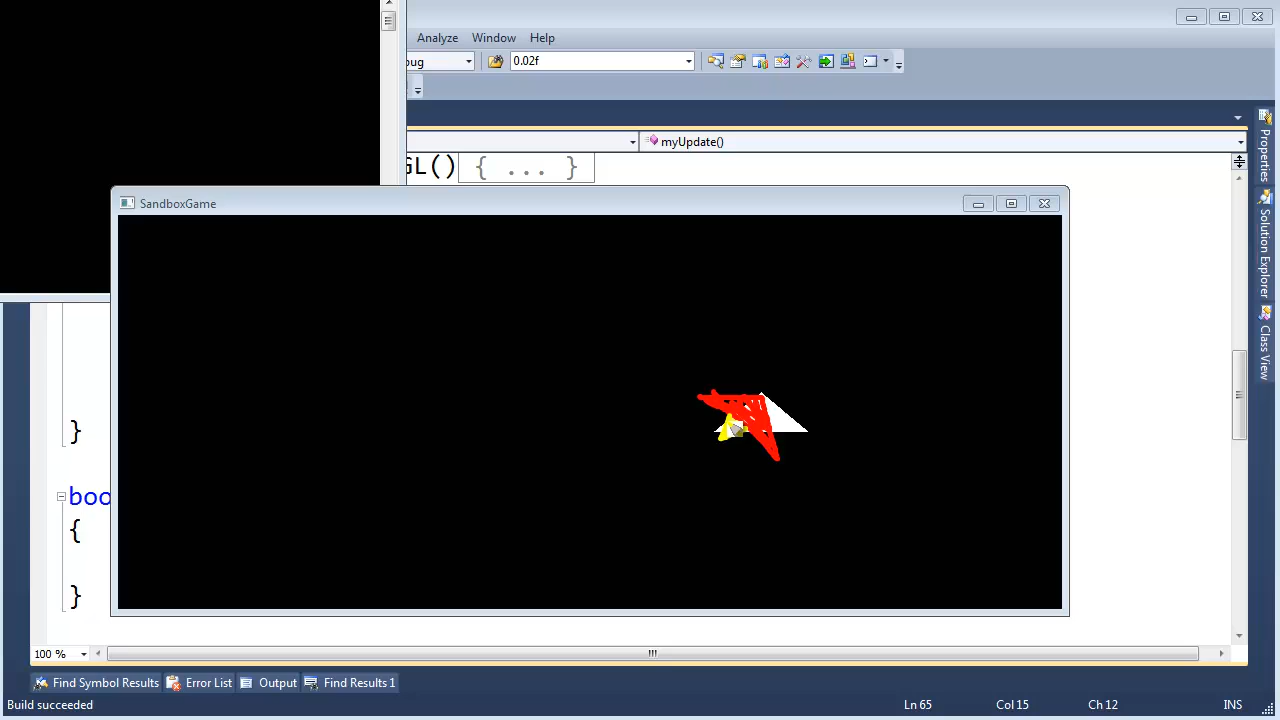 Analyze Window Help
bug 0.02f
myUpdate()
GL() { ... }
SandboxGame
}
boo
{
}
100 %
Properties
Solution Explorer
Class View
Find Symbol Results Error List Output Find Results 1
Build succeeded Ln 65 Col 15 Ch 12 INS